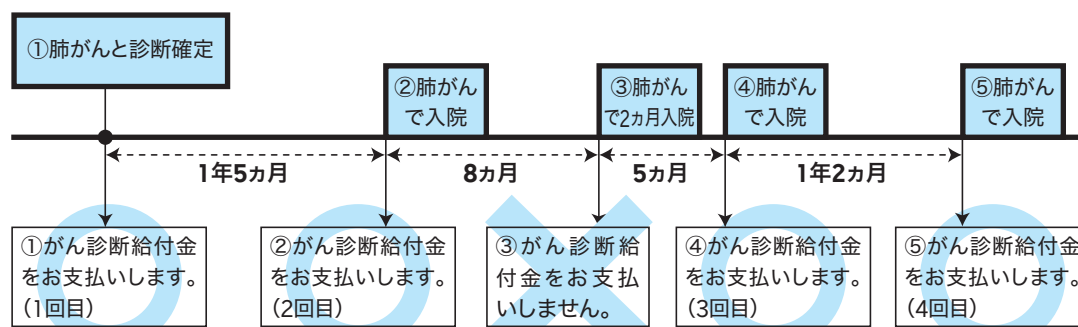 ①肺がんと診断確定
②肺がん
で入院
③肺がん
で2ヵ月入院
④肺がん
で入院
⑤肺がん
で入院
1年5ヵ月
8ヵ月
5ヵ月
1年2ヵ月
①がん診断給付金
をお支払いします。
(1回目)
②がん診断給付金
をお支払いします。
(2回目)
③がん診断給
付金をお支払
いしません。
④がん診断給付金
をお支払いします。
(3回目)
⑤がん診断給付金
をお支払いします。
(4回目)